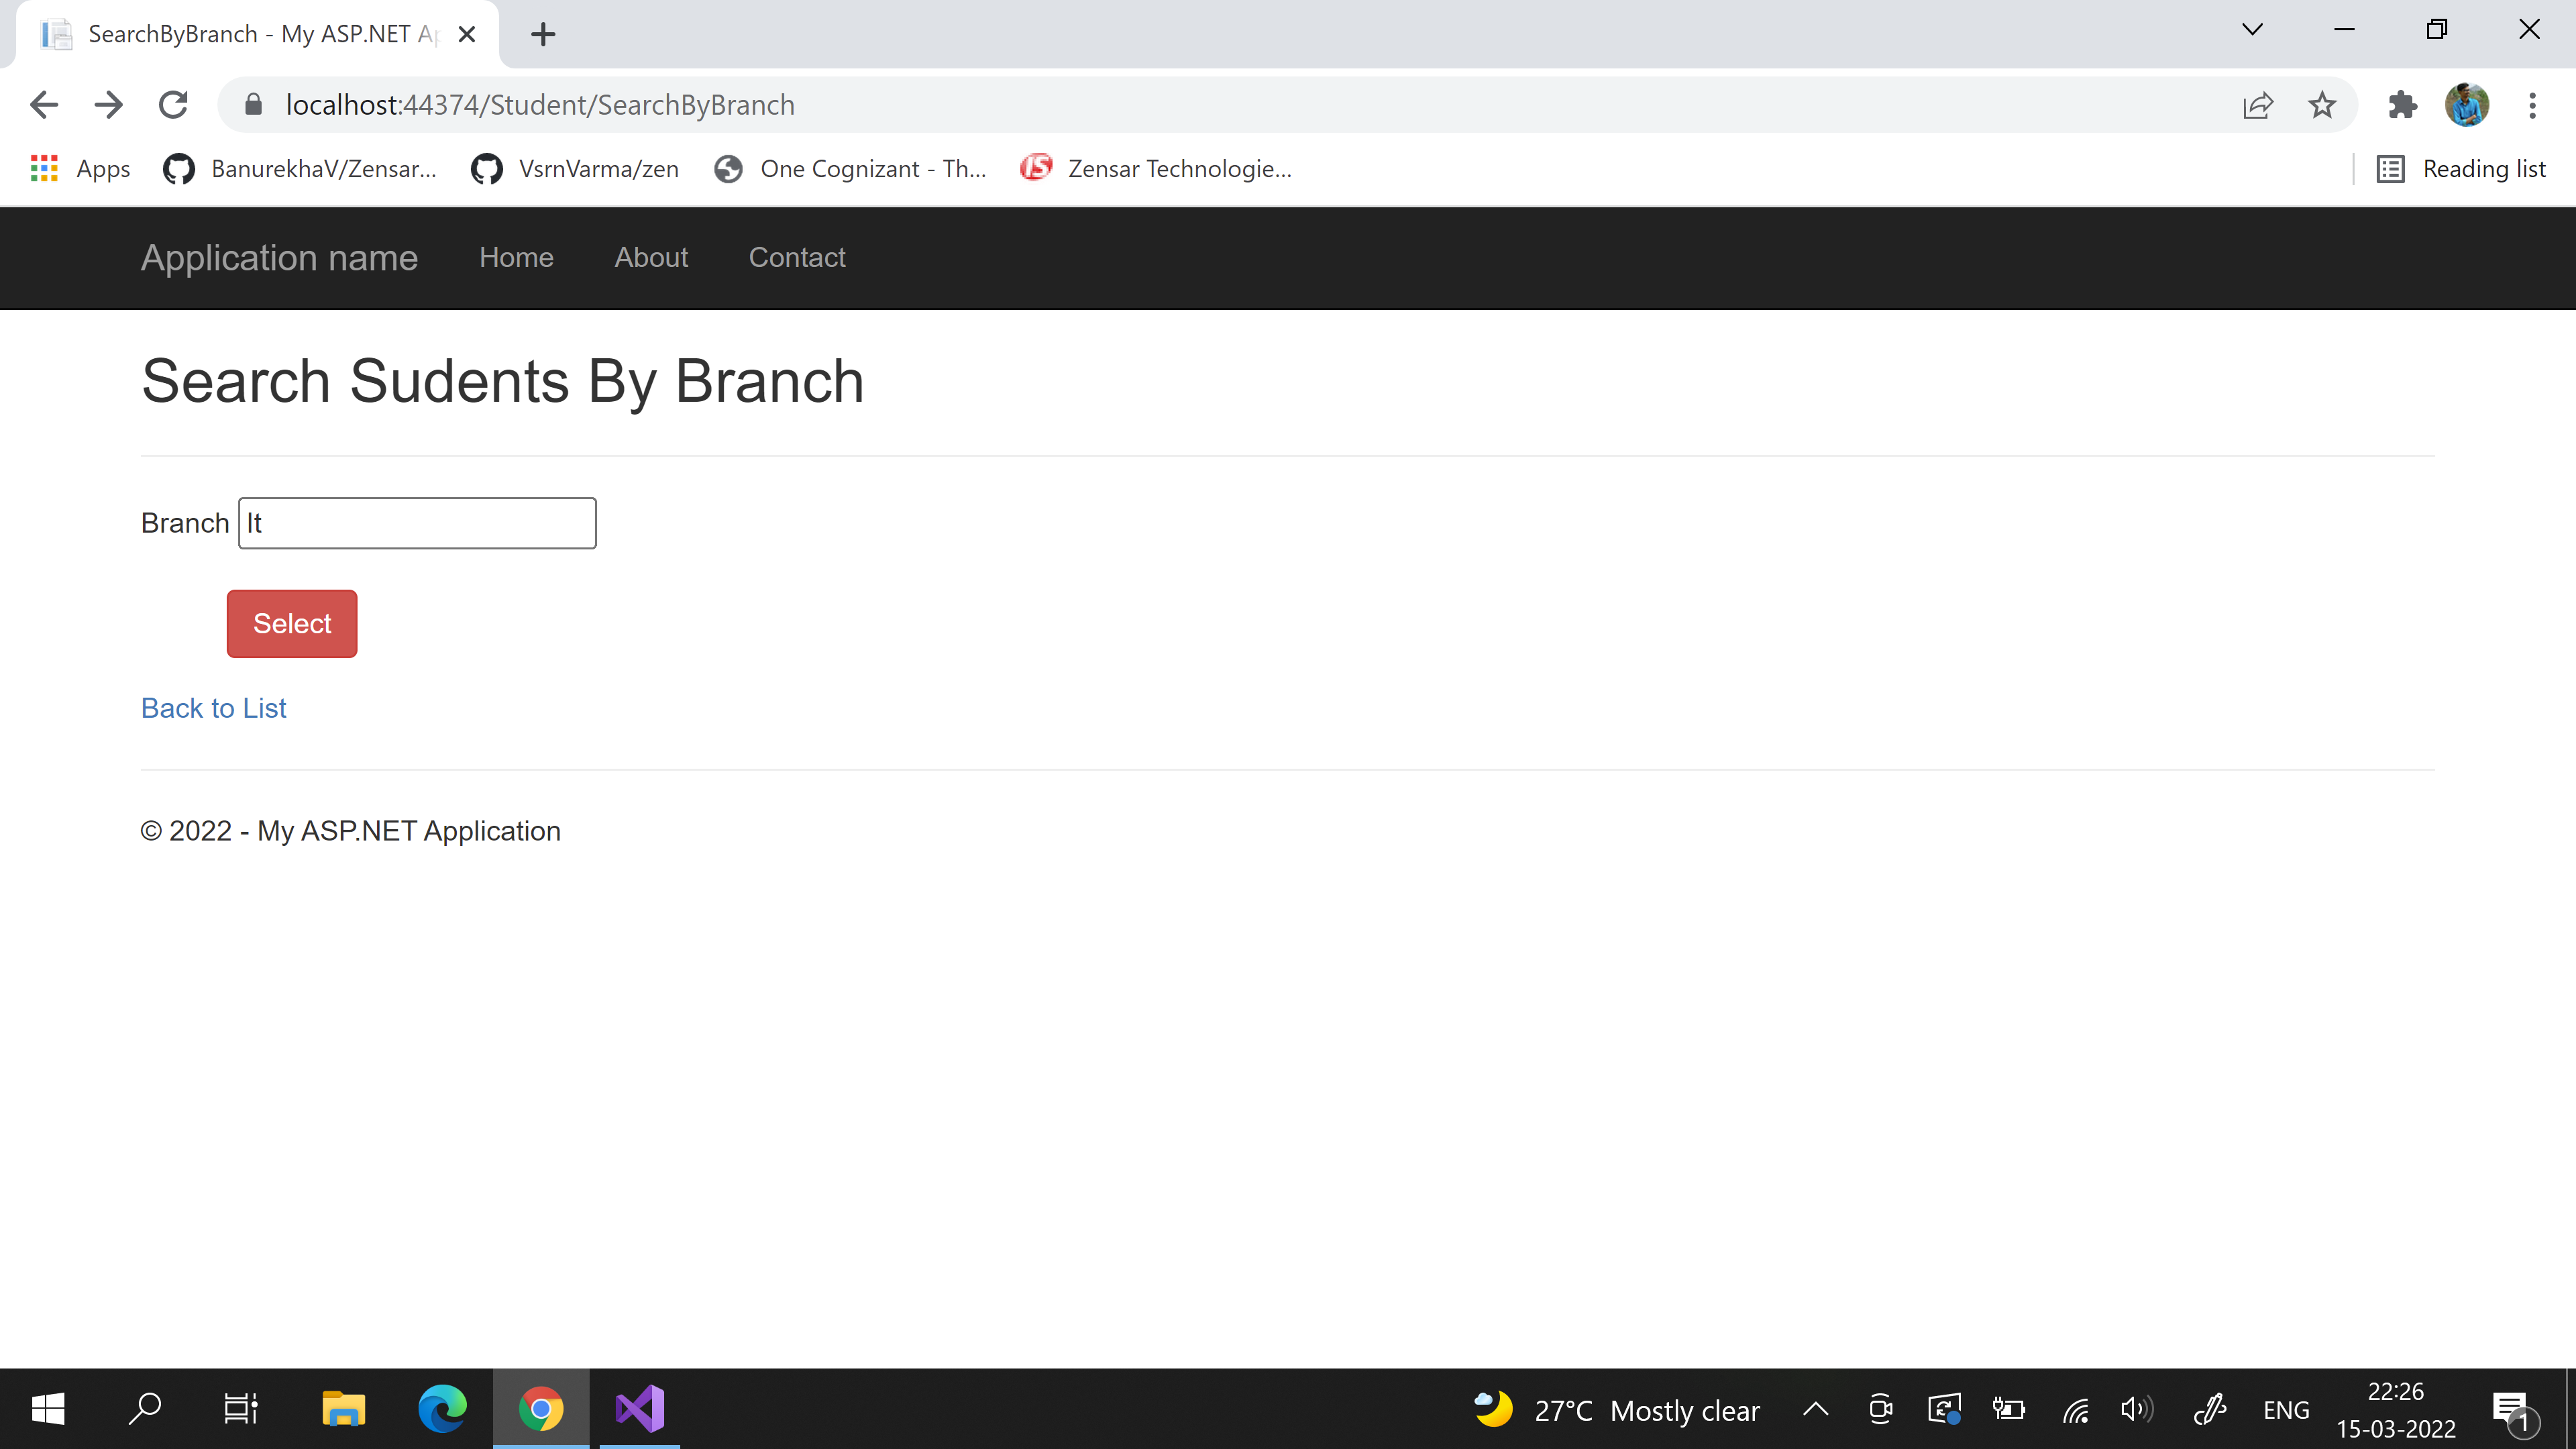 SearchByBranch - My ASP.NET Ap
localhost:44374/Student/SearchByBranch
Apps BanurekhaV/Zensar... VsrnVarma/zen One Cognizant - Th... Zensar Technologie... Reading list
Application name Home About Contact
Search Sudents By Branch
Branch It
Select
Back to List
© 2022 - My ASP.NET Application
27°C Mostly clear ENG 22:26
15-03-2022
1